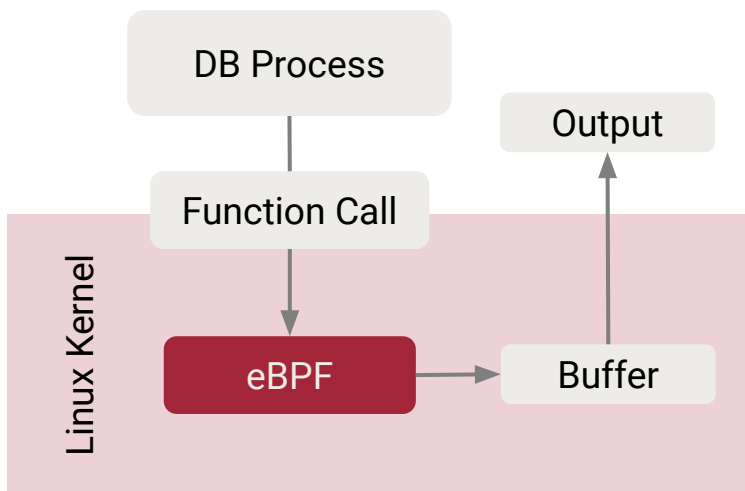 DB Process
Output
Function Call
Linux Kernel
eBPF
Buffer